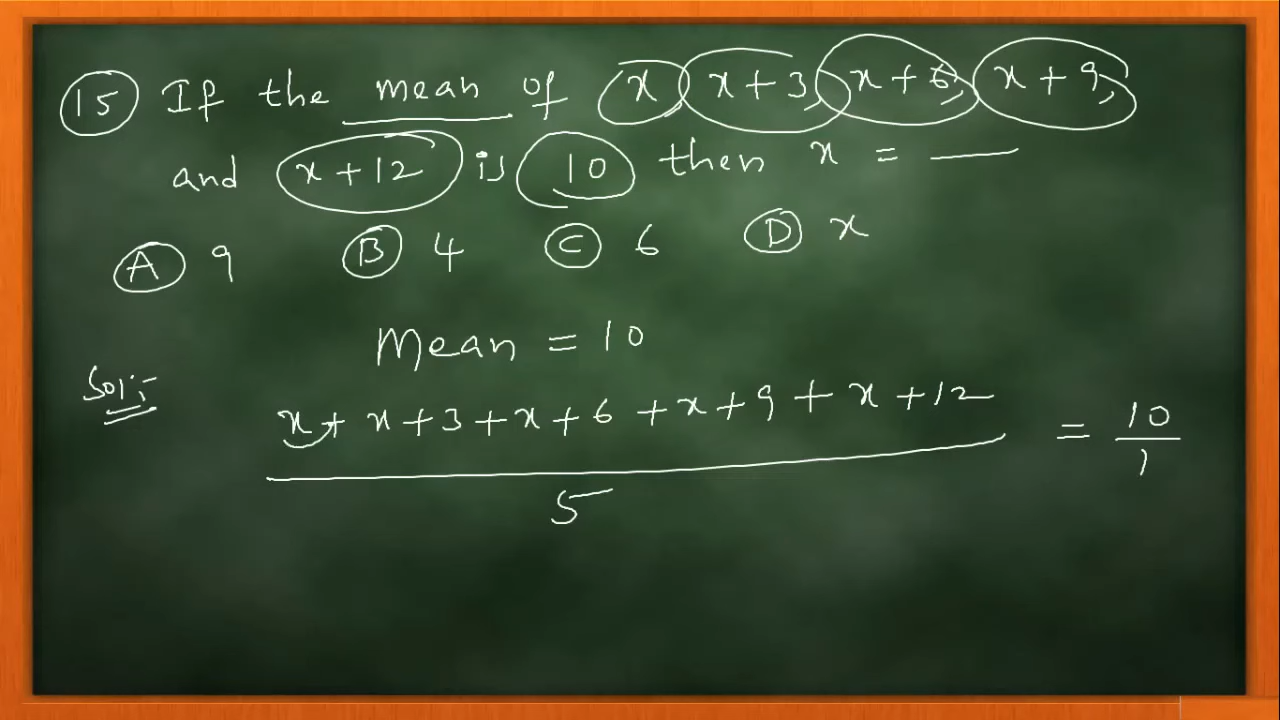 15 If the mean of x x+3, x+6, x+9,
and x+12 is 10 then x = —
A 9 B 4 C 6 D x
Mean = 10
Sol:-
x + x + 3 + x + 6 + x + 9 + x + 12 = 10
5 1